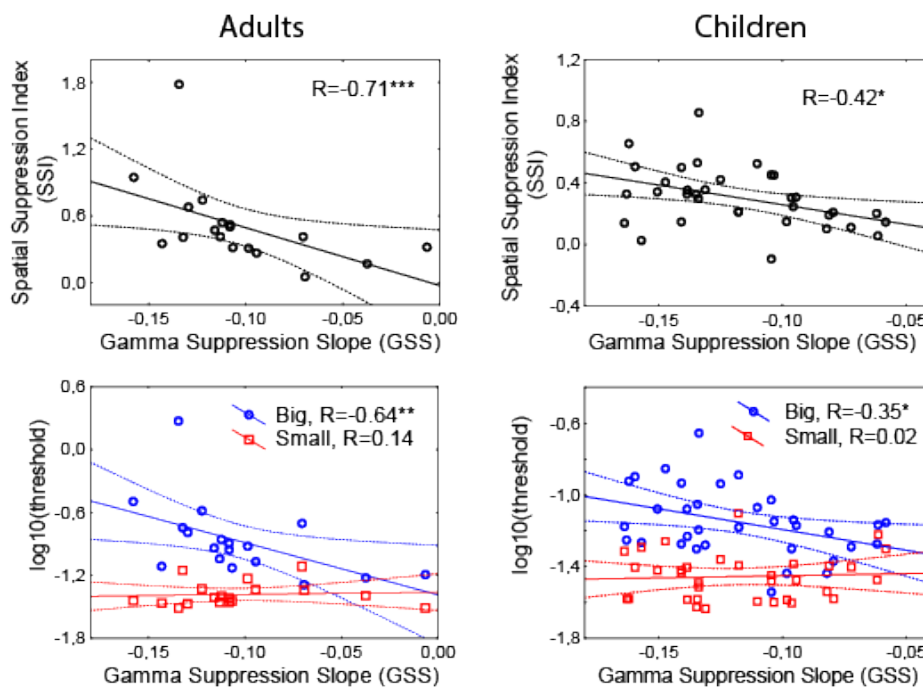 Adults
Children
Spatial Suppression Index
(SSI)
1,8
1,2
0,6
0,0
R=-0.71***
-0,15
-0,10
-0,05
0,00
Gamma Suppression Slope (GSS)
Spatial Suppression Index
(SSI)
1,2
0,8
0,4
0,0
-0,4
R=-0.42*
-0,15
-0,10
-0,05
Gamma Suppression Slope (GSS)
log10(threshold)
0,6
0,0
-0,6
-1,2
-1,8
Big, R=-0.64**
Small, R=0.14
-0,15
-0,10
-0,05
0,00
Gamma Suppression Slope (GSS)
log10(threshold)
-0,6
-1,0
-1,4
-1,8
Big, R=-0.35*
Small, R=0.02
-0,15
-0,10
-0,05
Gamma Suppression Slope (GSS)